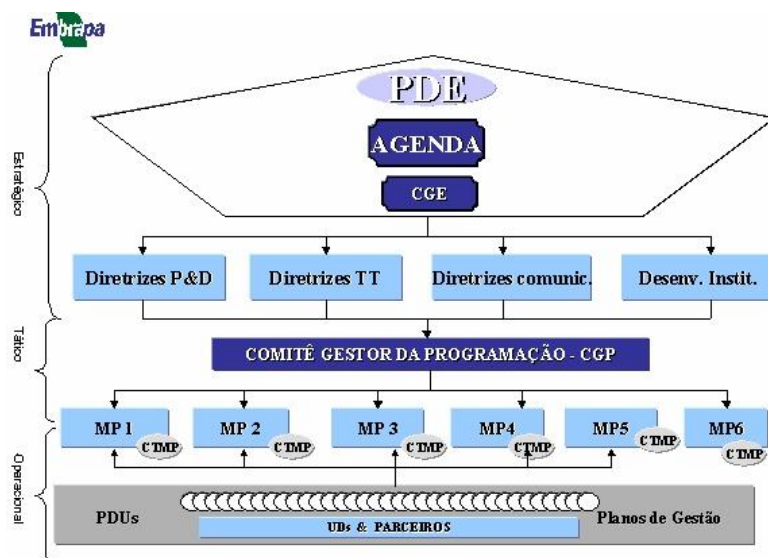 Embrapa
PDE
AGENDA
CGE
Estratégico
Diretrizes P&D
Diretrizes TT
Diretrizes comunic.
Desenv. Instit.
Tático
COMITÊ GESTOR DA PROGRAMAÇÃO - CGP
MP 1
CTMP
MP 2
CTMP
MP 3
CTMP
MP4
CTMP
MP5
CTMP
MP6
CTMP
Operacional
PDUs
UDs & PARCEIROS
Planos de Gestão